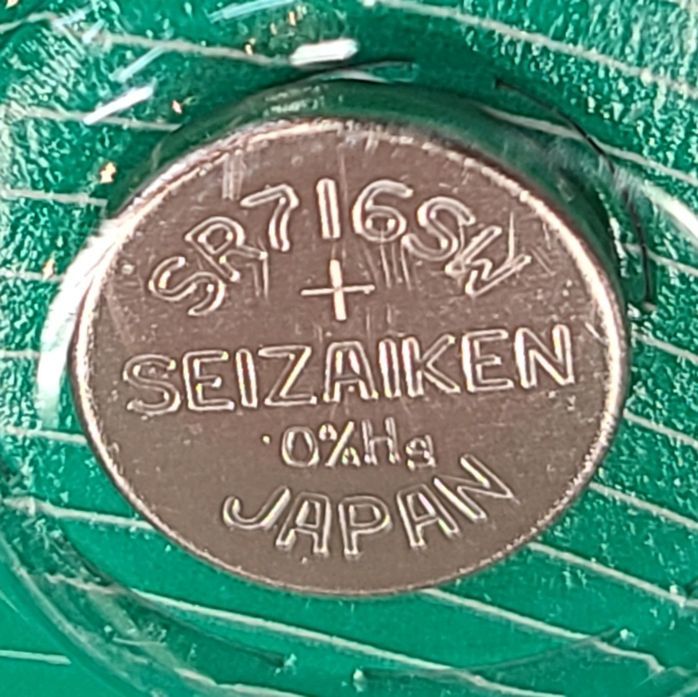 SR716SW
+
SEIZAIKEN
0%Hg
JAPAN